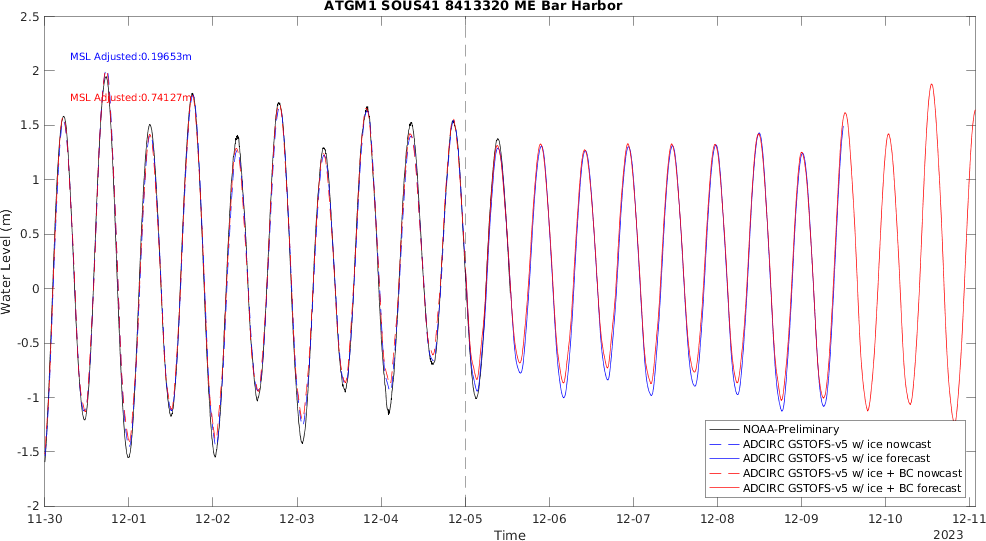 ATGM1 SOUS41 8413320 ME Bar Harbor
2.5
2
1.5
1
0.5
0
-0.5
-1
-1.5
-2
Water Level (m)
MSL Adjusted:0.19653m
MSL Adjusted:0.74127m
NOAA-Preliminary
ADCIRC GSTOFS-v5 w/ ice nowcast
ADCIRC GSTOFS-v5 w/ ice forecast
ADCIRC GSTOFS-v5 w/ ice + BC nowcast
ADCIRC GSTOFS-v5 w/ ice + BC forecast
11-30 12-01 12-02 12-03 12-04 12-05 12-06 12-07 12-08 12-09 12-10 12-11
Time
2023